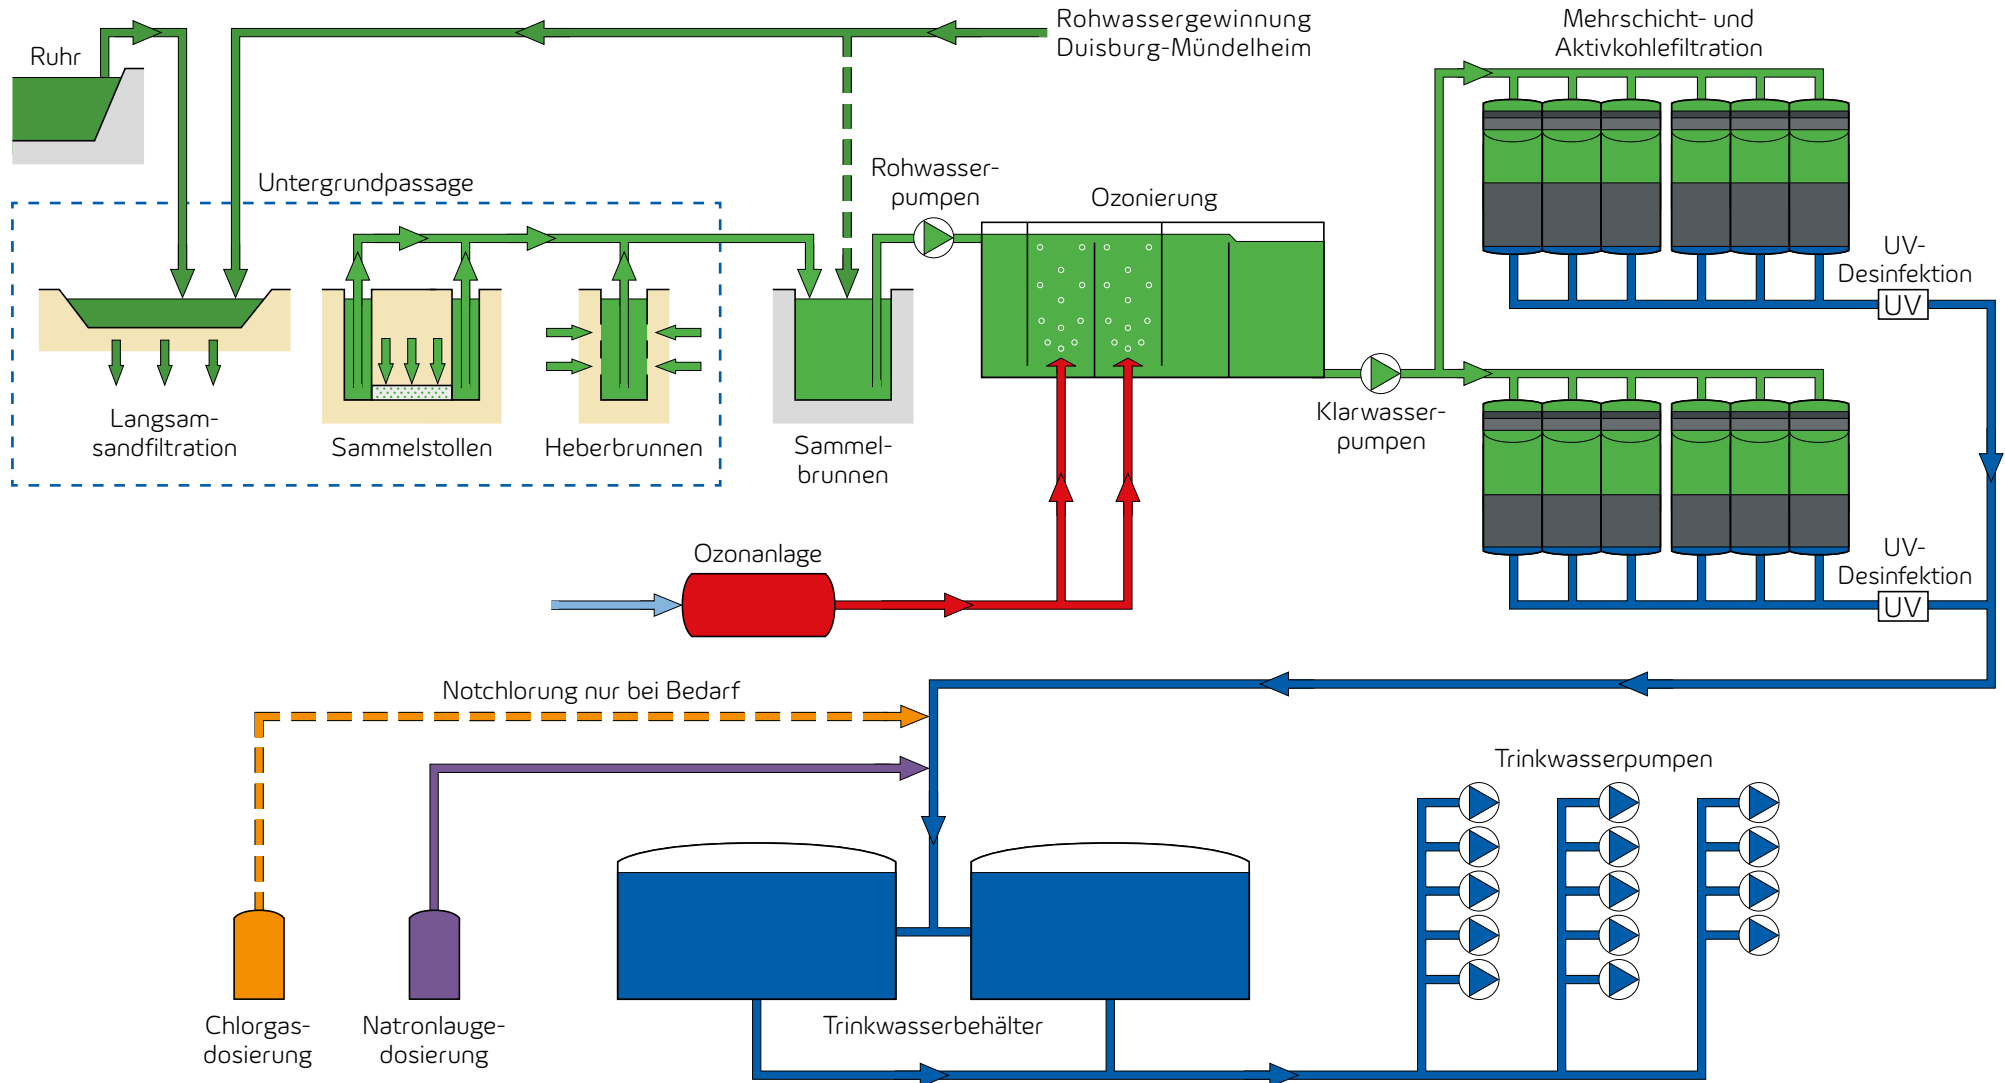 Ruhr
Rohwassergewinnung
Duisburg-Mündelheim
Mehrschicht- und
Aktivkohlefiltration
Untergrundpassage
Rohwasser-
pumpen
Ozonierung
UV-
Desinfektion
UV
Langsam-
sandfiltration
Sammelstollen
Heberbrunnen
Sammel-
brunnen
Klarwasser-
pumpen
Ozonanlage
UV-
Desinfektion
UV
Notchlorung nur bei Bedarf
Trinkwasserpumpen
Chlorgas-
dosierung
Natronlauge-
dosierung
Trinkwasserbehälter